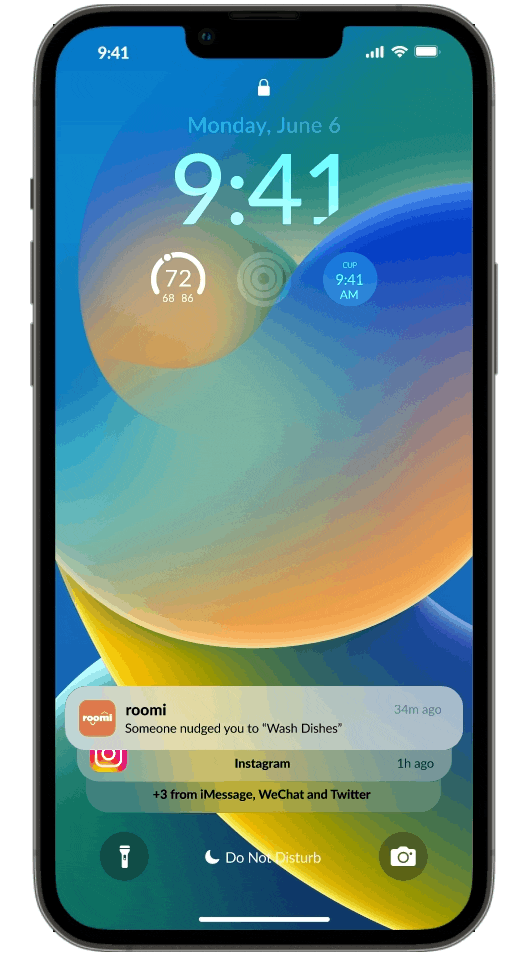 9:41
Monday, June 6
9:41
72
68 86
CUP
9:41
AM
roomi
roomi
34m ago
Someone nudged you to “Wash Dishes”
Instagram
1h ago
+3 from iMessage, WeChat and Twitter
Do Not Disturb